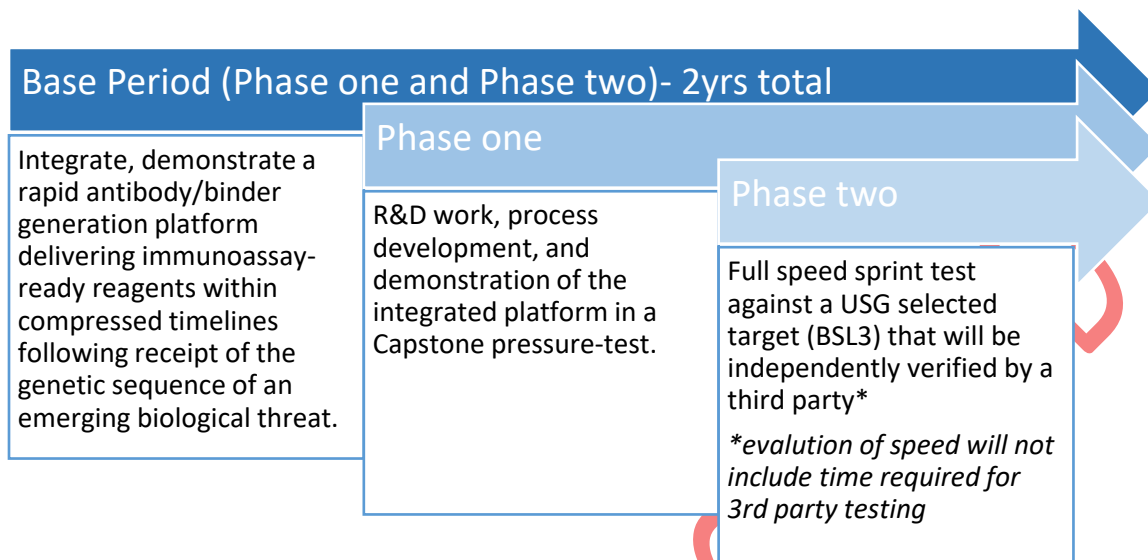 Base Period (Phase one and Phase two)- 2yrs total
Integrate, demonstrate a
rapid antibody/binder
generation platform
delivering immunoassay-
ready reagents within
compressed timelines
following receipt of the
genetic sequence of an
emerging biological threat.
Phase one
R&D work, process
development, and
demonstration of the
integrated platform in a
Capstone pressure-test.
Phase two
Full speed sprint test
against a USG selected
target (BSL3) that will be
independently verified by a
third party*
*evalution of speed will not
include time required for
3rd party testing